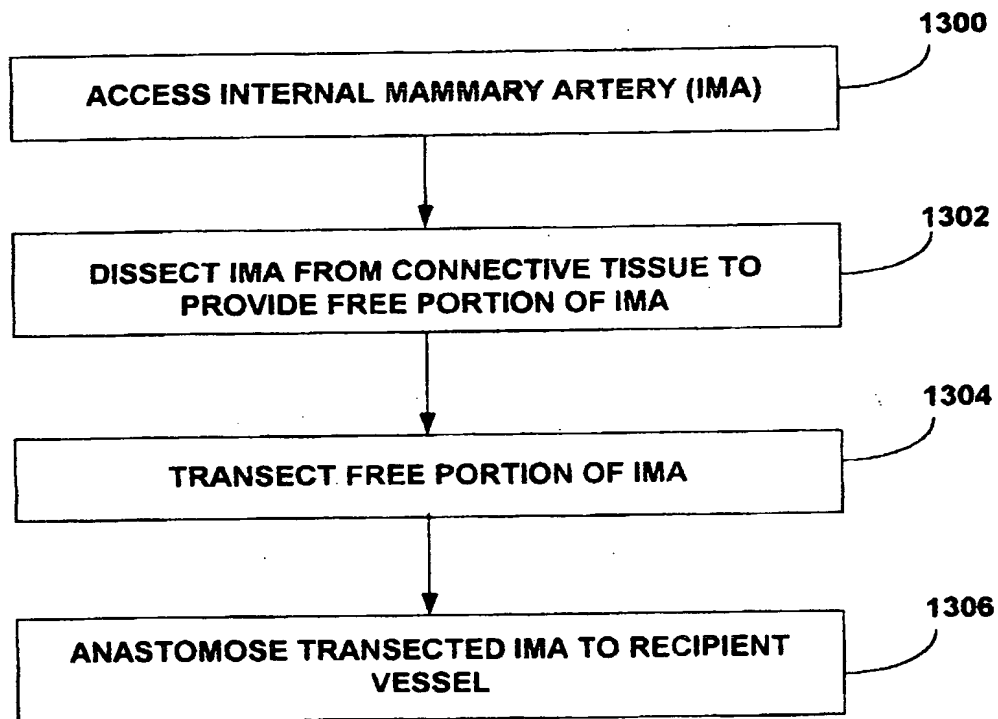 1300
ACCESS INTERNAL MAMMARY ARTERY (IMA)
1302
DISSECT IMA FROM CONNECTIVE TISSUE TO
PROVIDE FREE PORTION OF IMA
1304
TRANSECT FREE PORTION OF IMA
1306
ANASTOMOSE TRANSECTED IMA TO RECIPIENT
VESSEL